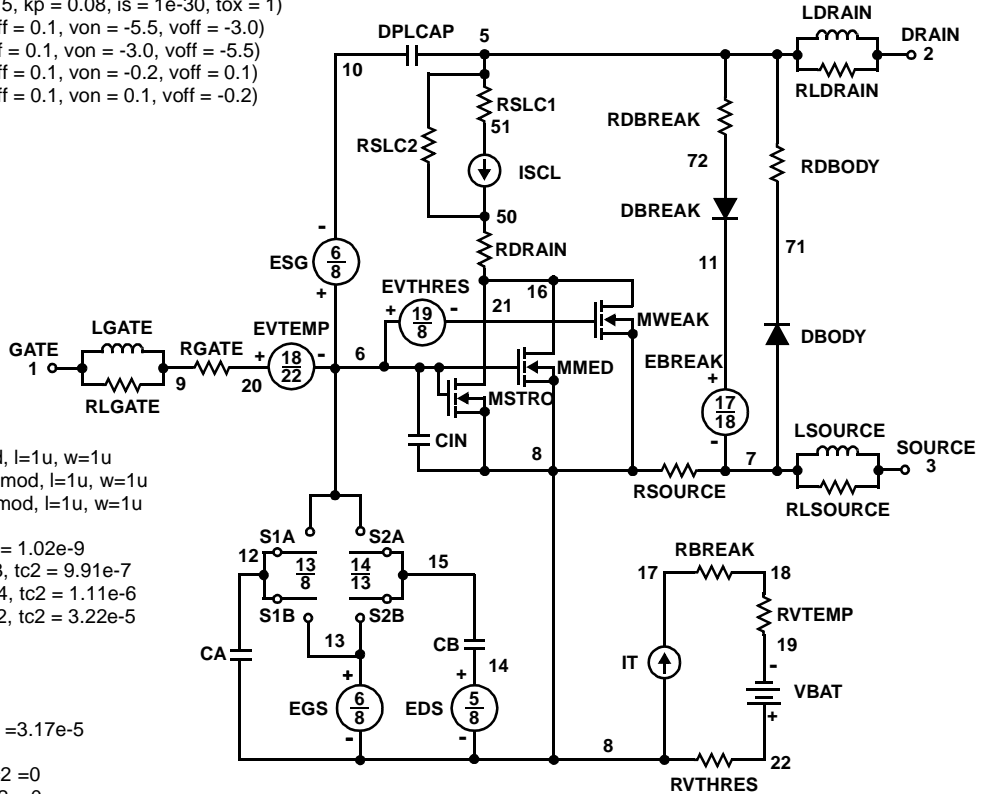 5, kp = 0.08, is = 1e-30, tox = 1)
ff = 0.1, von = -5.5, voff = -3.0)
f = 0.1, von = -3.0, voff = -5.5)
ff = 0.1, von = -0.2, voff = 0.1)
ff = 0.1, von = 0.1, voff = -0.2)
LDRAIN
DPLCAP
5
DRAIN
2
10
RLDRAIN
RSLC1
51
RDBREAK
RSLC2
72
RDBODY
ISCL
50
DBREAK
RDRAIN
71
11
ESG
6
8
EVTHRES
19
8
16
21
MWEAK
LGATE
EVTEMP
GATE
1
RGATE
18
22
6
MMED
EBREAK
DBODY
9
20
RLGATE
MSTRO
17
18
CIN
LSOURCE
8
7
SOURCE
3
RSOURCE
RLSOURCE
, l=1u, w=1u
mod, l=1u, w=1u
mod, l=1u, w=1u
= 1.02e-9
, tc2 = 9.91e-7
4, tc2 = 1.11e-6
2, tc2 = 3.22e-5
=3.17e-5
2 =0
S1A
S2A
12
13
8
14
13
15
S1B
S2B
13
CA
CB
14
EGS
6
8
EDS
5
8
RBREAK
17
18
RVTEMP
19
IT
VBAT
8
22
RVTHRES
+
-